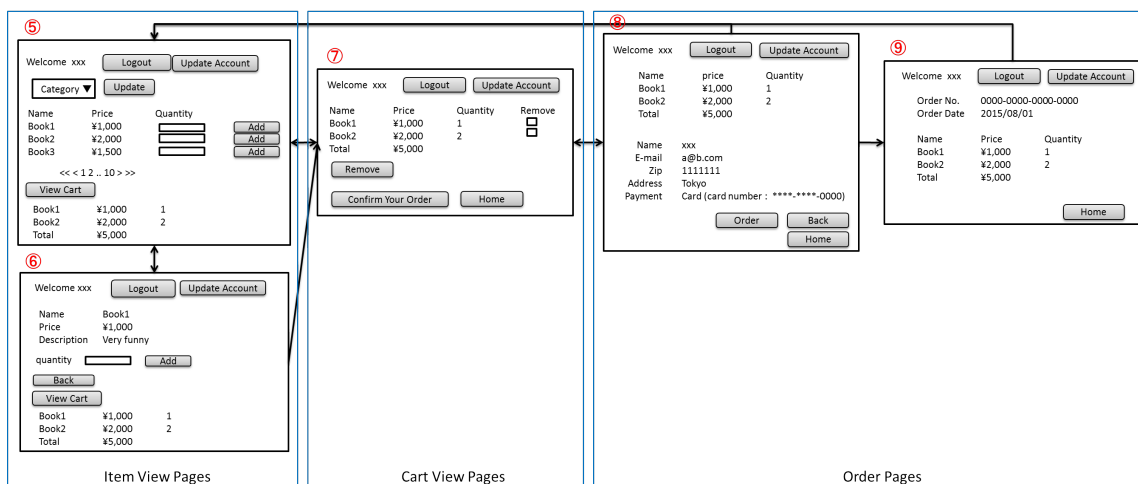 ⑤
Welcome xxx Logout Update Account
Category ▼ Update
Name Price Quantity
Book1 ¥1,000 Add
Book2 ¥2,000 Add
Book3 ¥1,500 Add
<< < 1 2 .. 10 > >>
View Cart
Book1 ¥1,000 1
Book2 ¥2,000 2
Total ¥5,000
⑥
Welcome xxx Logout Update Account
Name Book1
Price ¥1,000
Description Very funny
quantity Add
Back
View Cart
Book1 ¥1,000 1
Book2 ¥2,000 2
Total ¥5,000
Item View Pages
⑦
Welcome xxx Logout Update Account
Name Price Quantity Remove
Book1 ¥1,000 1
Book2 ¥2,000 2
Total ¥5,000
Remove
Confirm Your Order Home
Cart View Pages
⑧
Welcome xxx Logout Update Account
Name price Quantity
Book1 ¥1,000 1
Book2 ¥2,000 2
Total ¥5,000
Name xxx
E-mail a@b.com
Zip 1111111
Address Tokyo
Payment Card (card number : ****-****-0000)
Order Back
Home
⑨
Welcome xxx Logout Update Account
Order No. 0000-0000-0000-0000
Order Date 2015/08/01
Name Price Quantity
Book1 ¥1,000 1
Book2 ¥2,000 2
Total ¥5,000
Home
Order Pages